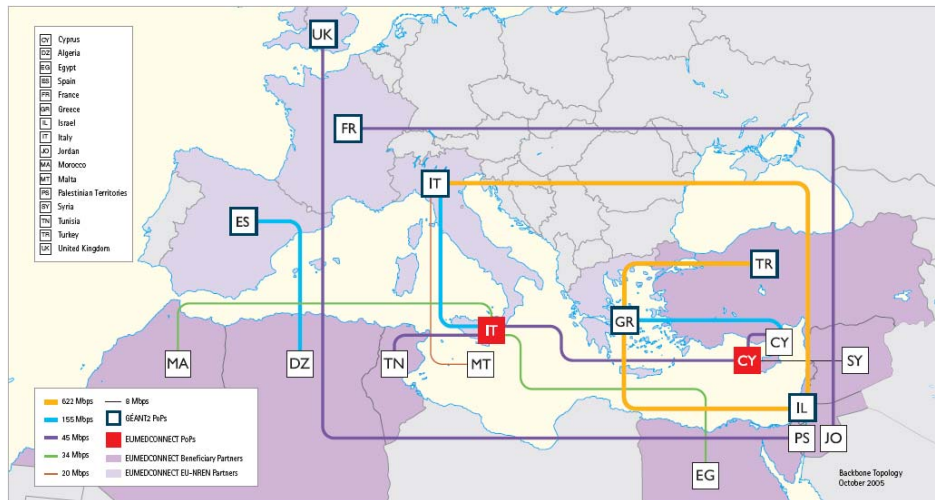 CY Cyprus
DZ Algeria
EG Egypt
ES Spain
FR France
GR Greece
IL Israel
IT Italy
JO Jordan
MA Morocco
MT Malta
PS Palestinian Territories
SY Syria
TN Tunisia
TR Turkey
UK United Kingdom
UK
FR
IT
ES
TR
GR
IT
CY
CY
SY
MA
DZ
TN
MT
IL
PS
JO
EG
622 Mbps
155 Mbps
45 Mbps
34 Mbps
20 Mbps
8 Mbps
GÉANT2 PoPs
EUMEDCONNECT PoPs
EUMEDCONNECT Beneficiary Partners
EUMEDCONNECT EU-NREN Partners
Backbone Topology
October 2005